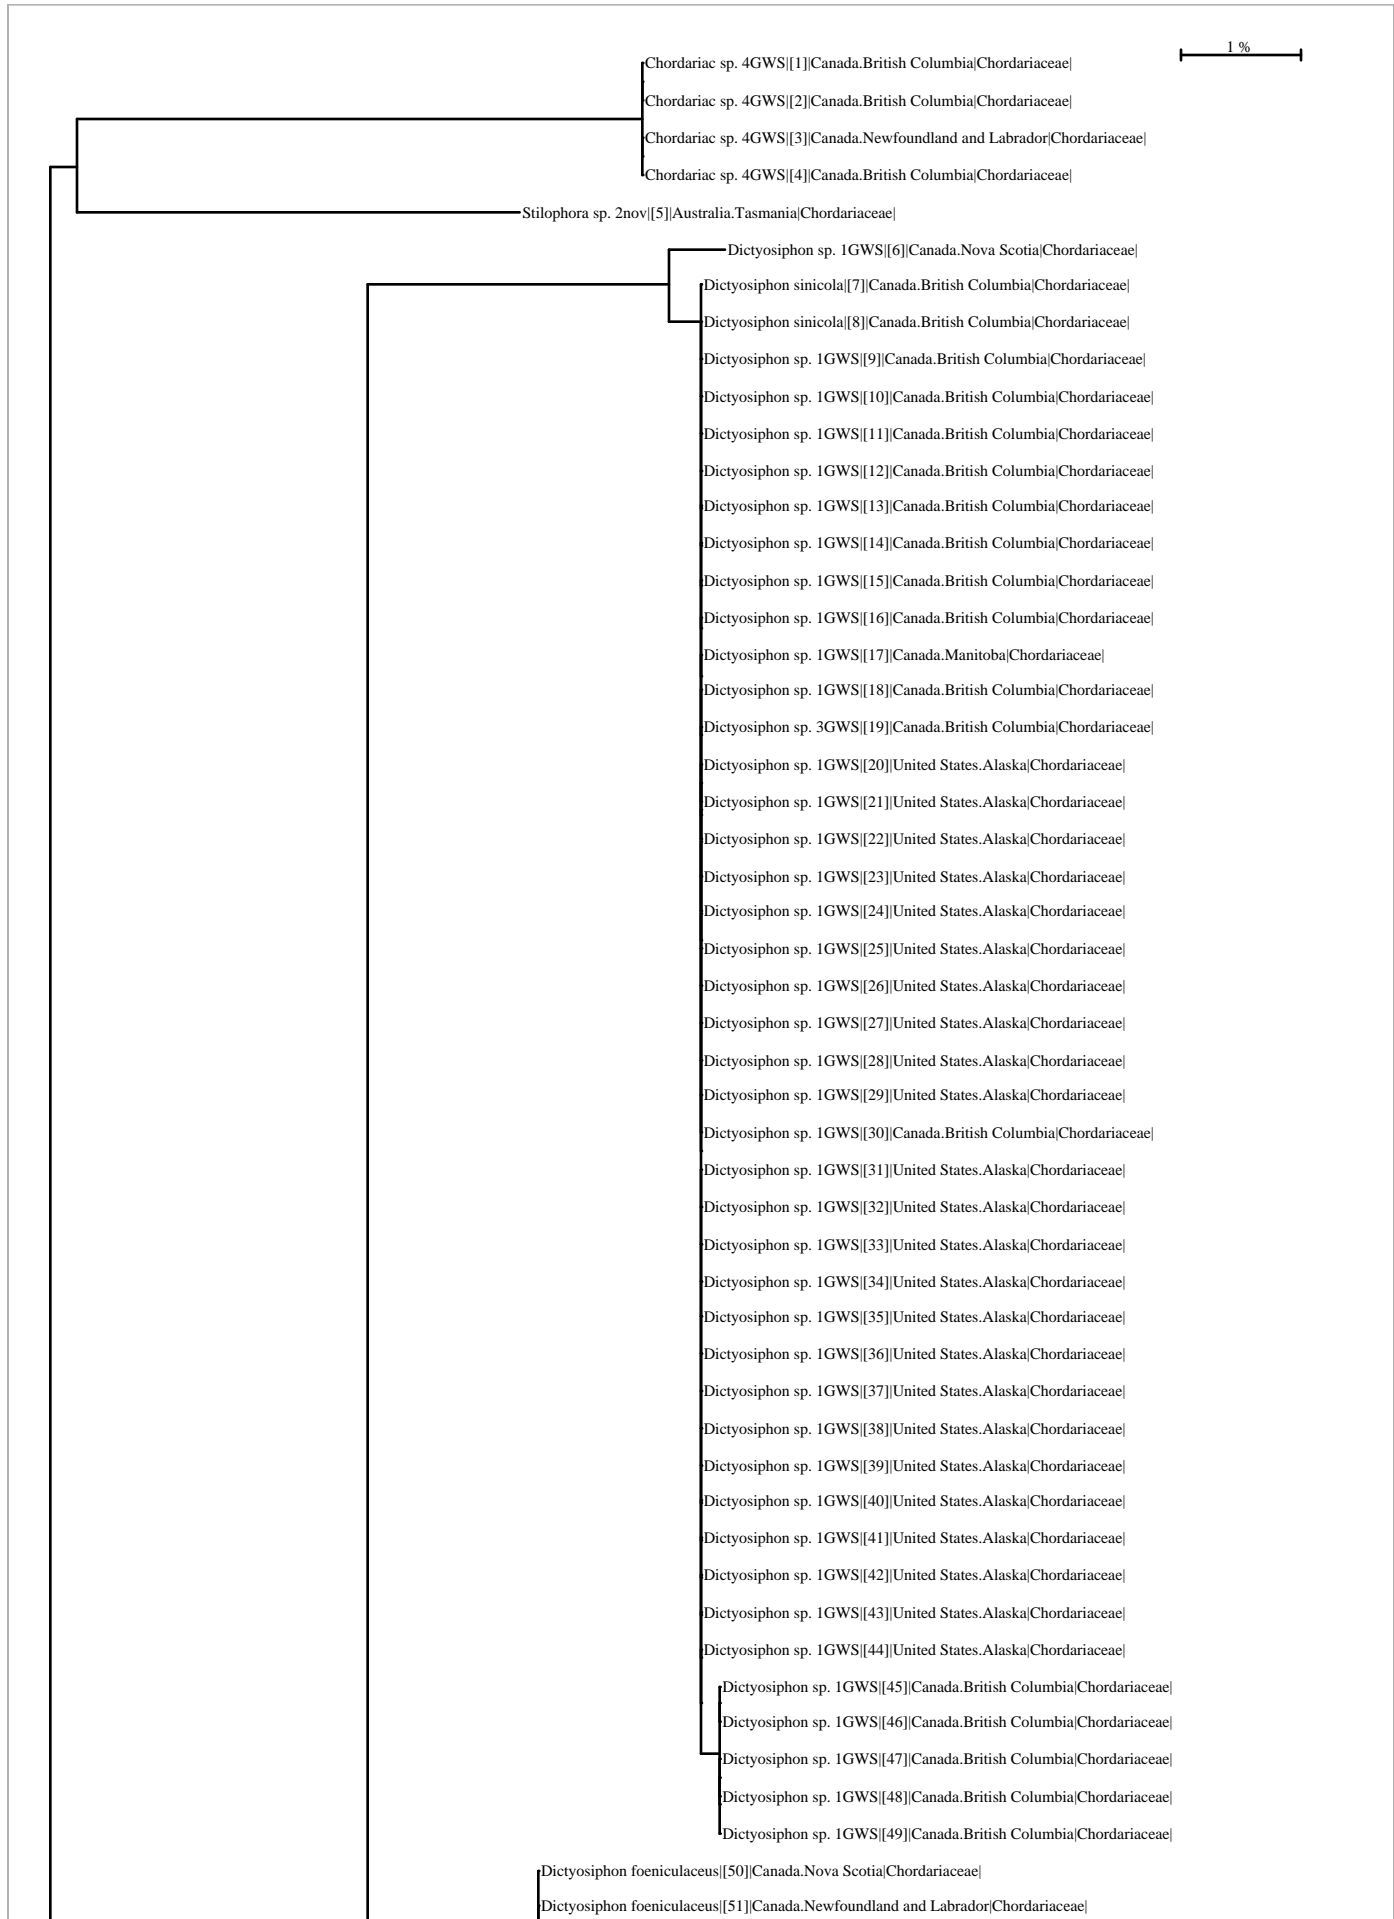 1 %
Chordariac sp. 4GWS|[1]|Canada.British Columbia|Chordariaceae|
Chordariac sp. 4GWS|[2]|Canada.British Columbia|Chordariaceae|
Chordariac sp. 4GWS|[3]|Canada.Newfoundland and Labrador|Chordariaceae|
Chordariac sp. 4GWS|[4]|Canada.British Columbia|Chordariaceae|
Stilophora sp. 2nov|[5]|Australia.Tasmania|Chordariaceae|
Dictyosiphon sp. 1GWS|[6]|Canada.Nova Scotia|Chordariaceae|
Dictyosiphon sinicola|[7]|Canada.British Columbia|Chordariaceae|
Dictyosiphon sinicola|[8]|Canada.British Columbia|Chordariaceae|
Dictyosiphon sp. 1GWS|[9]|Canada.British Columbia|Chordariaceae|
Dictyosiphon sp. 1GWS|[10]|Canada.British Columbia|Chordariaceae|
Dictyosiphon sp. 1GWS|[11]|Canada.British Columbia|Chordariaceae|
Dictyosiphon sp. 1GWS|[12]|Canada.British Columbia|Chordariaceae|
Dictyosiphon sp. 1GWS|[13]|Canada.British Columbia|Chordariaceae|
Dictyosiphon sp. 1GWS|[14]|Canada.British Columbia|Chordariaceae|
Dictyosiphon sp. 1GWS|[15]|Canada.British Columbia|Chordariaceae|
Dictyosiphon sp. 1GWS|[16]|Canada.British Columbia|Chordariaceae|
Dictyosiphon sp. 1GWS|[17]|Canada.Manitoba|Chordariaceae|
Dictyosiphon sp. 1GWS|[18]|Canada.British Columbia|Chordariaceae|
Dictyosiphon sp. 3GWS|[19]|Canada.British Columbia|Chordariaceae|
Dictyosiphon sp. 1GWS|[20]|United States.Alaska|Chordariaceae|
Dictyosiphon sp. 1GWS|[21]|United States.Alaska|Chordariaceae|
Dictyosiphon sp. 1GWS|[22]|United States.Alaska|Chordariaceae|
Dictyosiphon sp. 1GWS|[23]|United States.Alaska|Chordariaceae|
Dictyosiphon sp. 1GWS|[24]|United States.Alaska|Chordariaceae|
Dictyosiphon sp. 1GWS|[25]|United States.Alaska|Chordariaceae|
Dictyosiphon sp. 1GWS|[26]|United States.Alaska|Chordariaceae|
Dictyosiphon sp. 1GWS|[27]|United States.Alaska|Chordariaceae|
Dictyosiphon sp. 1GWS|[28]|United States.Alaska|Chordariaceae|
Dictyosiphon sp. 1GWS|[29]|United States.Alaska|Chordariaceae|
Dictyosiphon sp. 1GWS|[30]|Canada.British Columbia|Chordariaceae|
Dictyosiphon sp. 1GWS|[31]|United States.Alaska|Chordariaceae|
Dictyosiphon sp. 1GWS|[32]|United States.Alaska|Chordariaceae|
Dictyosiphon sp. 1GWS|[33]|United States.Alaska|Chordariaceae|
Dictyosiphon sp. 1GWS|[34]|United States.Alaska|Chordariaceae|
Dictyosiphon sp. 1GWS|[35]|United States.Alaska|Chordariaceae|
Dictyosiphon sp. 1GWS|[36]|United States.Alaska|Chordariaceae|
Dictyosiphon sp. 1GWS|[37]|United States.Alaska|Chordariaceae|
Dictyosiphon sp. 1GWS|[38]|United States.Alaska|Chordariaceae|
Dictyosiphon sp. 1GWS|[39]|United States.Alaska|Chordariaceae|
Dictyosiphon sp. 1GWS|[40]|United States.Alaska|Chordariaceae|
Dictyosiphon sp. 1GWS|[41]|United States.Alaska|Chordariaceae|
Dictyosiphon sp. 1GWS|[42]|United States.Alaska|Chordariaceae|
Dictyosiphon sp. 1GWS|[43]|United States.Alaska|Chordariaceae|
Dictyosiphon sp. 1GWS|[44]|United States.Alaska|Chordariaceae|
Dictyosiphon sp. 1GWS|[45]|Canada.British Columbia|Chordariaceae|
Dictyosiphon sp. 1GWS|[46]|Canada.British Columbia|Chordariaceae|
Dictyosiphon sp. 1GWS|[47]|Canada.British Columbia|Chordariaceae|
Dictyosiphon sp. 1GWS|[48]|Canada.British Columbia|Chordariaceae|
Dictyosiphon sp. 1GWS|[49]|Canada.British Columbia|Chordariaceae|
Dictyosiphon foeniculaceus|[50]|Canada.Nova Scotia|Chordariaceae|
Dictyosiphon foeniculaceus|[51]|Canada.Newfoundland and Labrador|Chordariaceae|